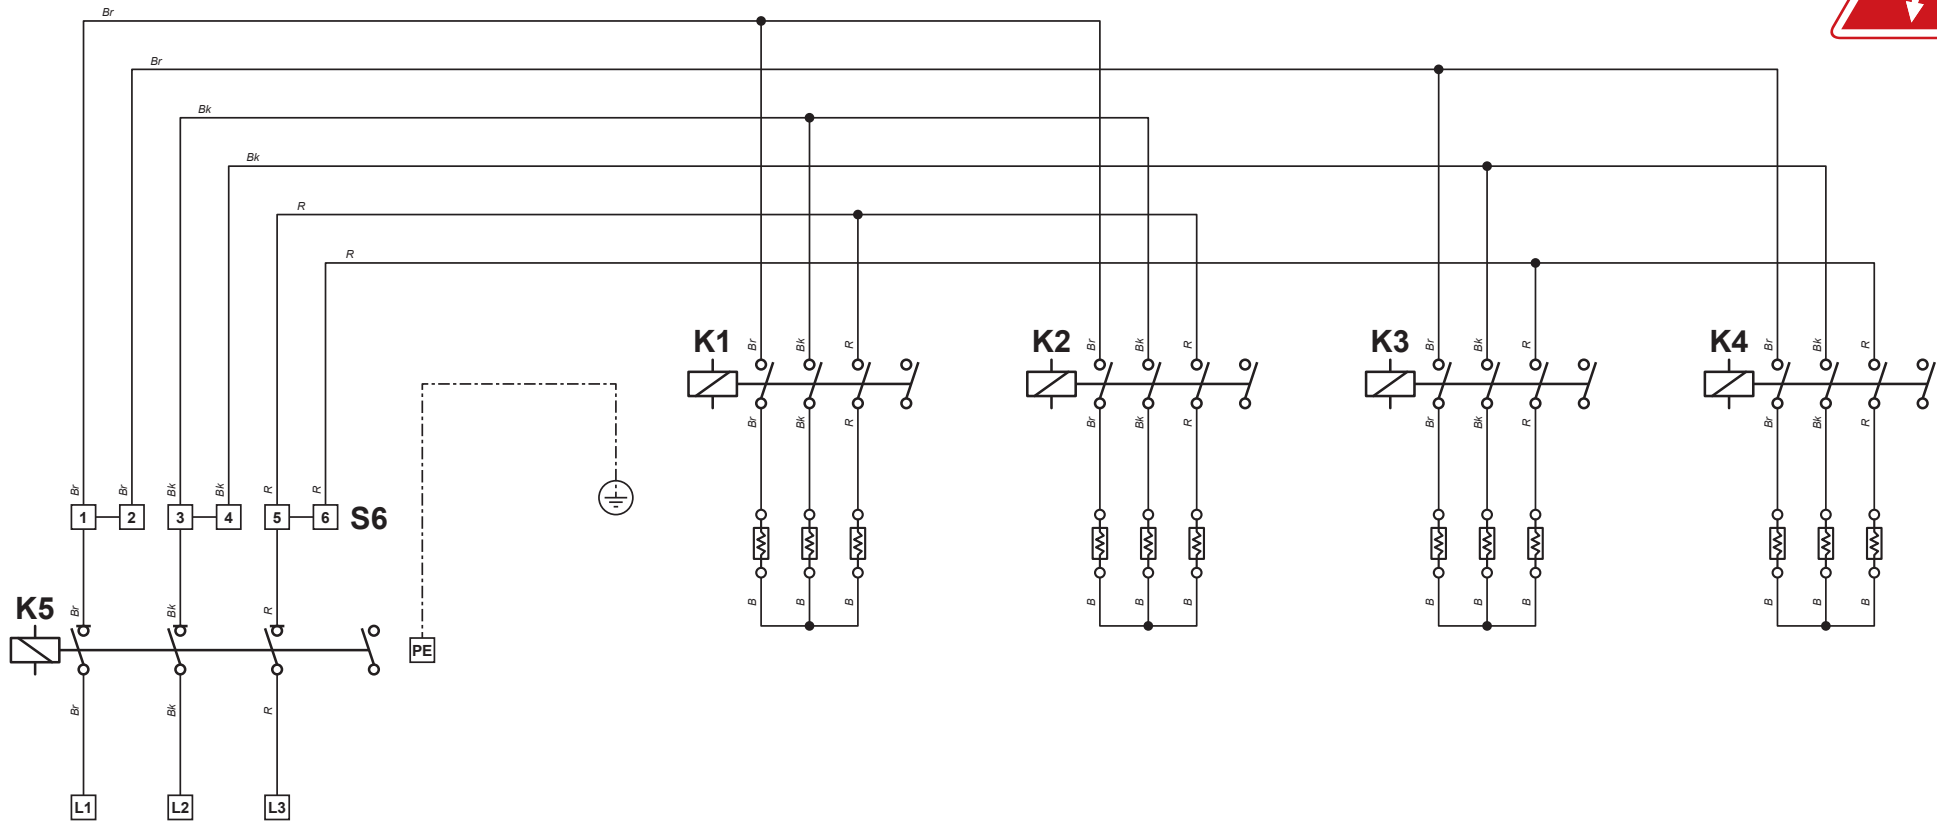 Br
Br
Bk
Bk
R
R
K1 Br Bk R K2 Br Bk R K3 Br Bk R K4 Br Bk R
Br Bk R Br Bk R Br Bk R Br Bk R
Br Br Bk Bk R R
1 2 3 4 5 6 S6
K5 Br Bk R B B B B B B B B B B B B
PE
Br Bk R
L1 L2 L3